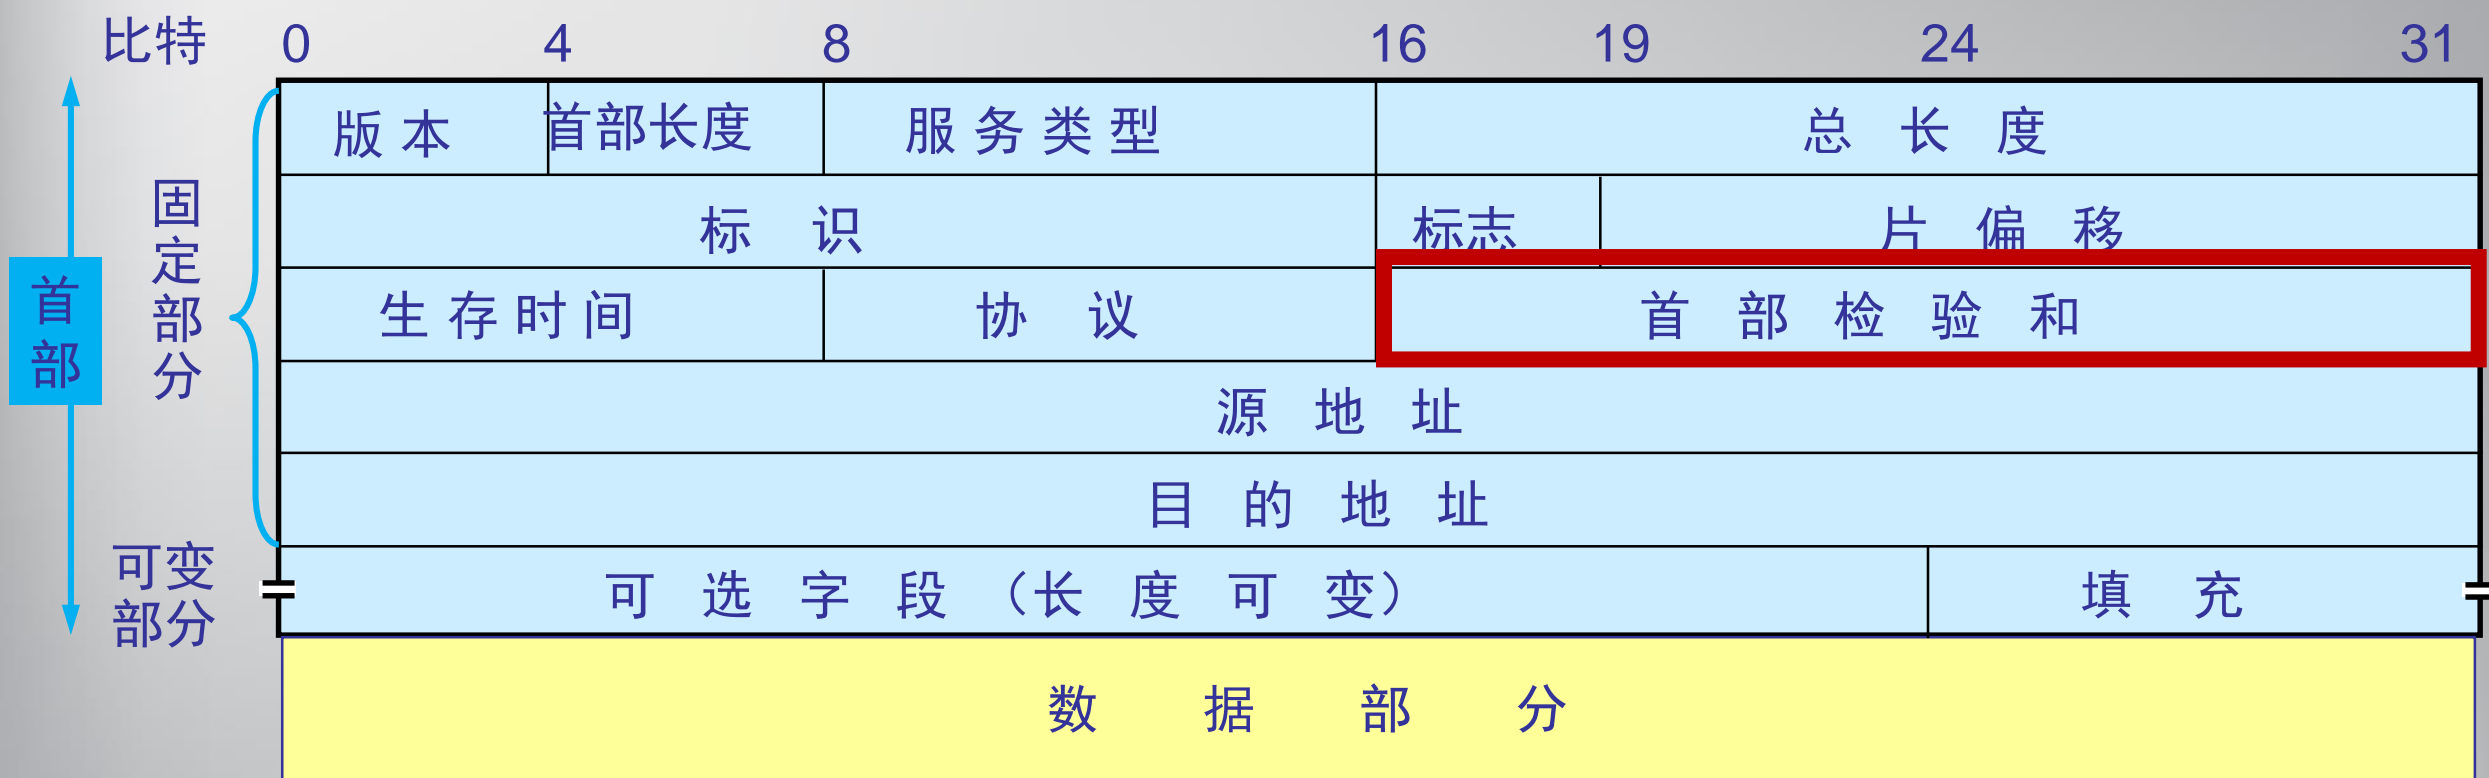 比特 0 4 8 16 19 24 31
版本 首部长度 服务类型 总长度
标识 标志 片偏移
生存时间 协议 首部检验和
源地址
目的地址
可选字段（长度可变） 填充
数据部分
首部
固定部分
可变部分